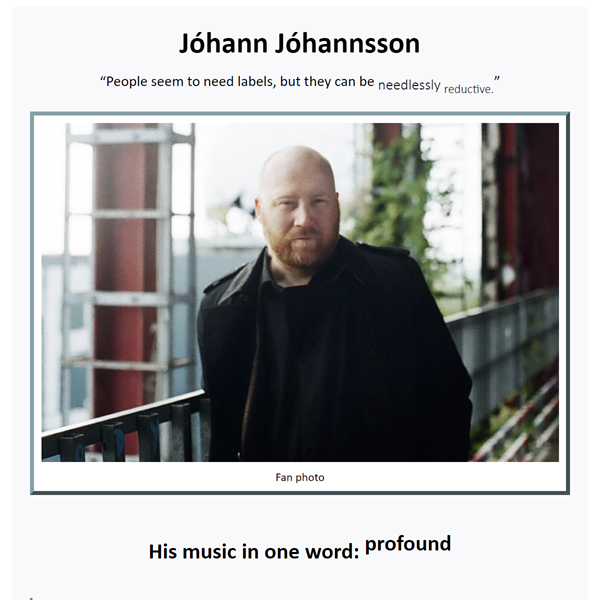 Jóhann Jóhannsson
“People seem to need labels, but they can be needlessly reductive.”
Fan photo
His music in one word: profound